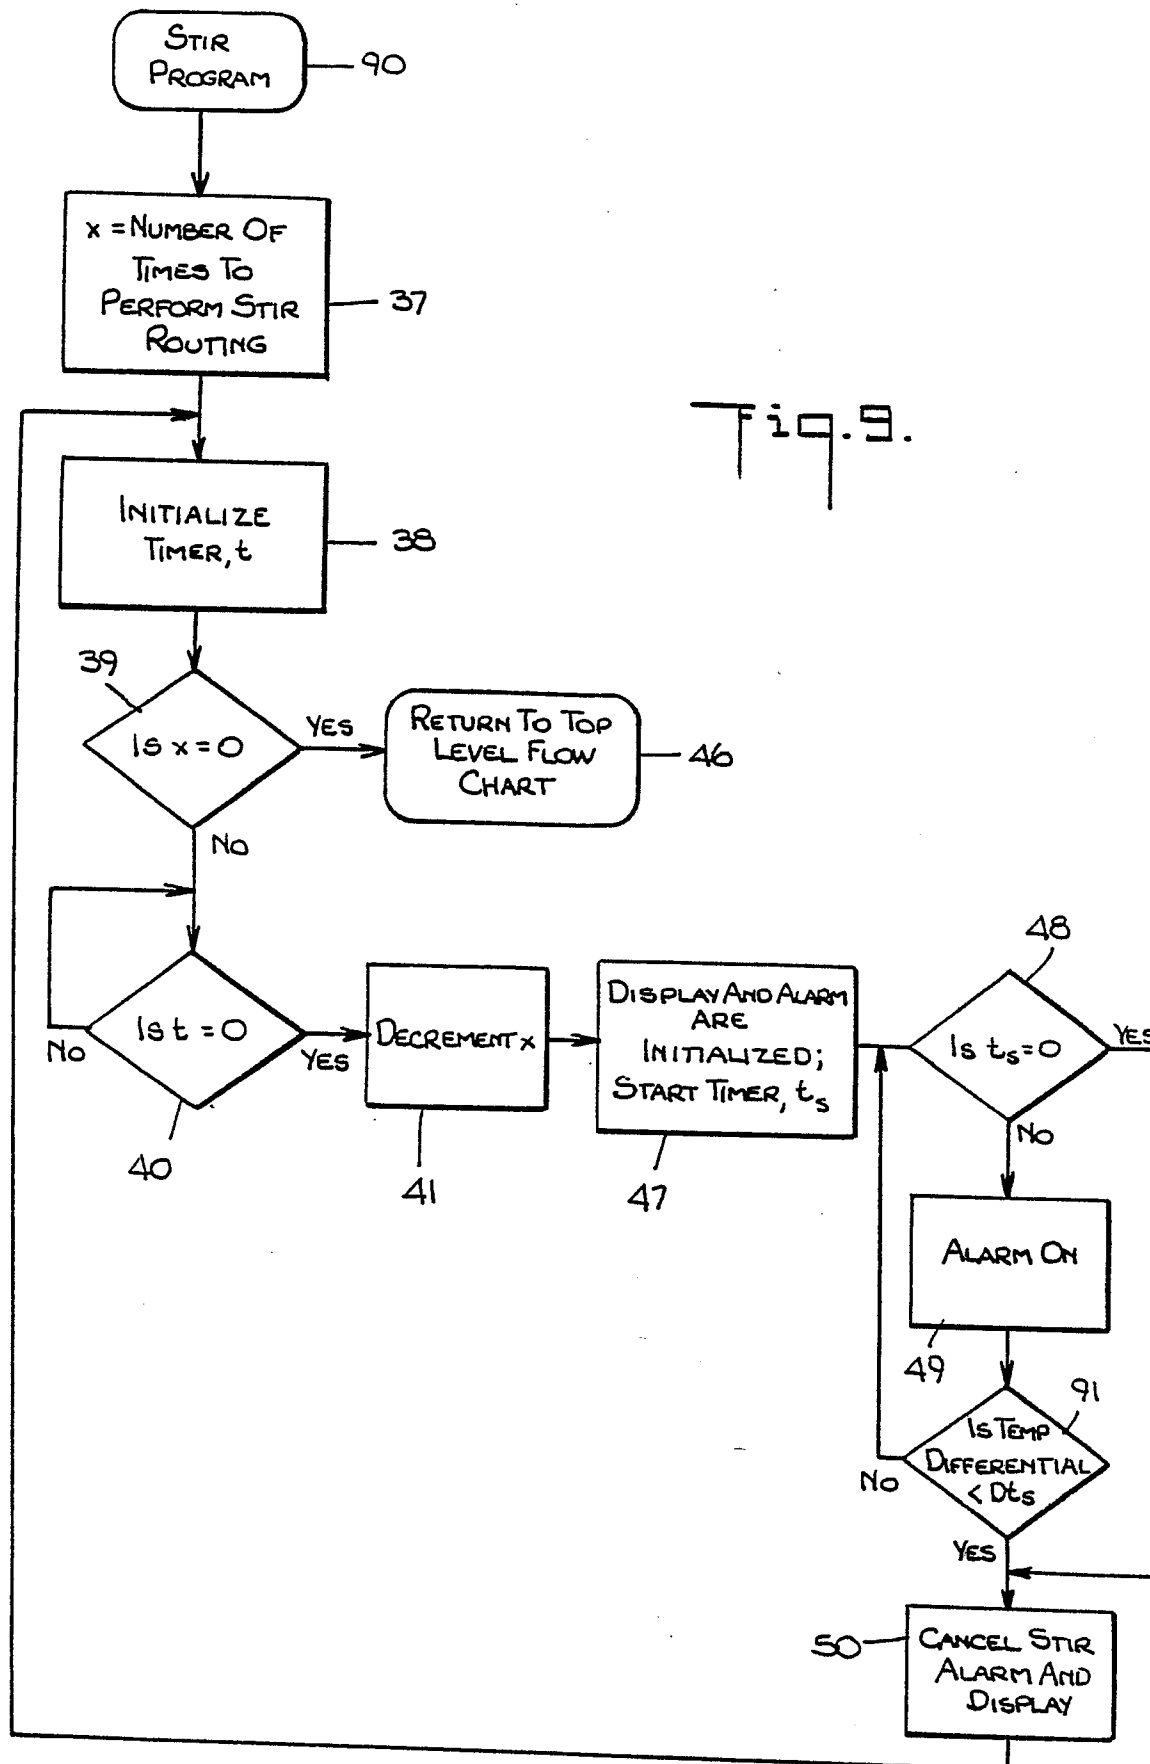 STIR
PROGRAM
90
x = NUMBER OF
TIMES TO
PERFORM STIR
ROUTING
37
Fig. 9.
INITIALIZE
TIMER, t
38
39
IS x = 0
YES
RETURN TO TOP
LEVEL FLOW
CHART
46
NO
IS t = 0
NO
YES
40
DECREMENT x
41
DISPLAY AND ALARM
ARE
INITIALIZED;
START TIMER, ts
47
48
IS ts = 0
YES
NO
ALARM ON
49
91
IS TEMP
DIFFERENTIAL
< Dts
NO
YES
50
CANCEL STIR
ALARM AND
DISPLAY